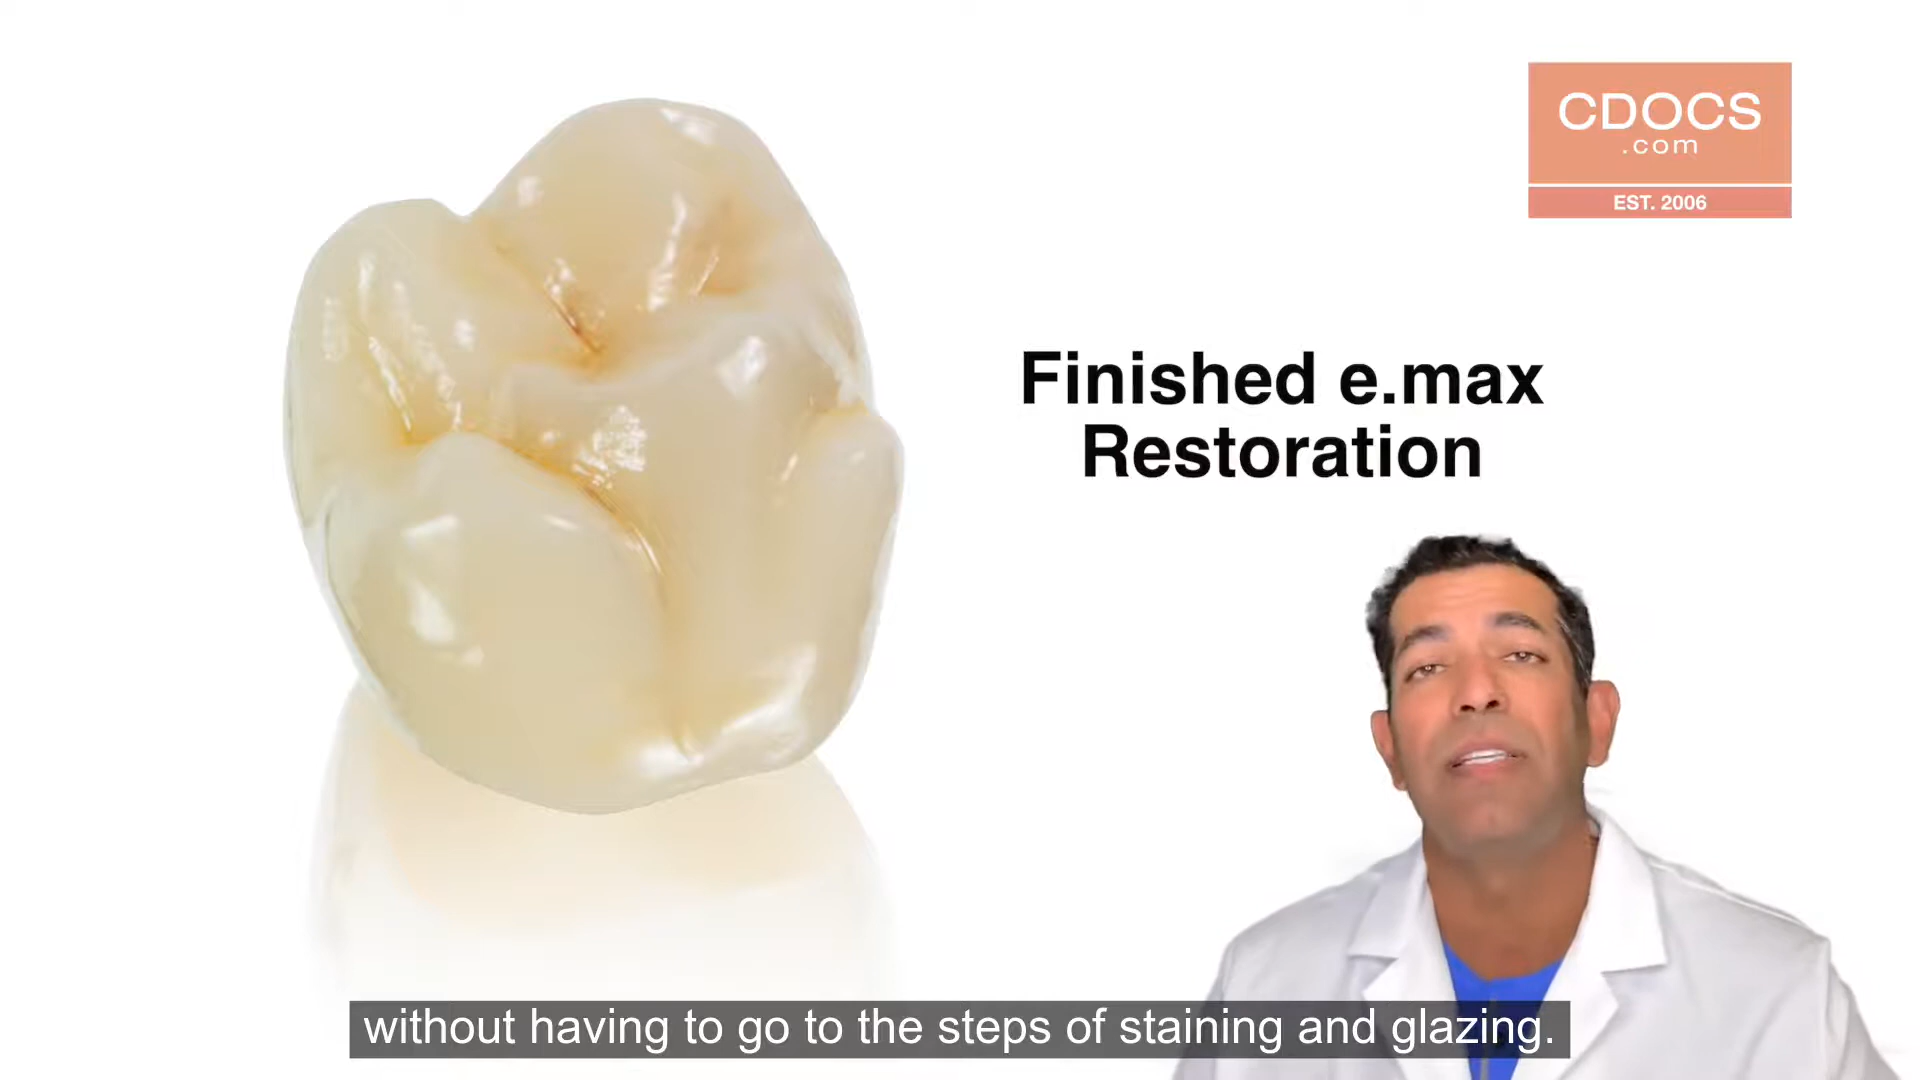 CDOCS
.com
EST. 2006
Finished e.max
Restoration
without having to go to the steps of staining and glazing.